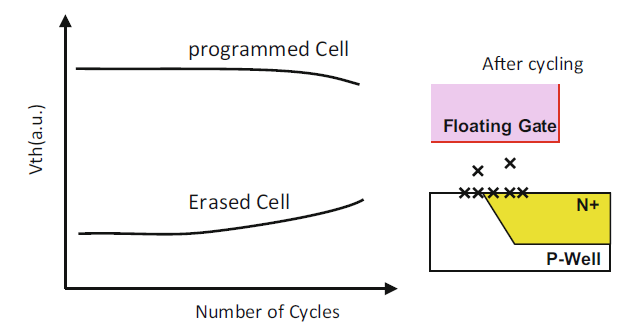 programmed Cell
After cycling
Vth(a.u.)
Floating Gate
Erased Cell
N+
P-Well
Number of Cycles